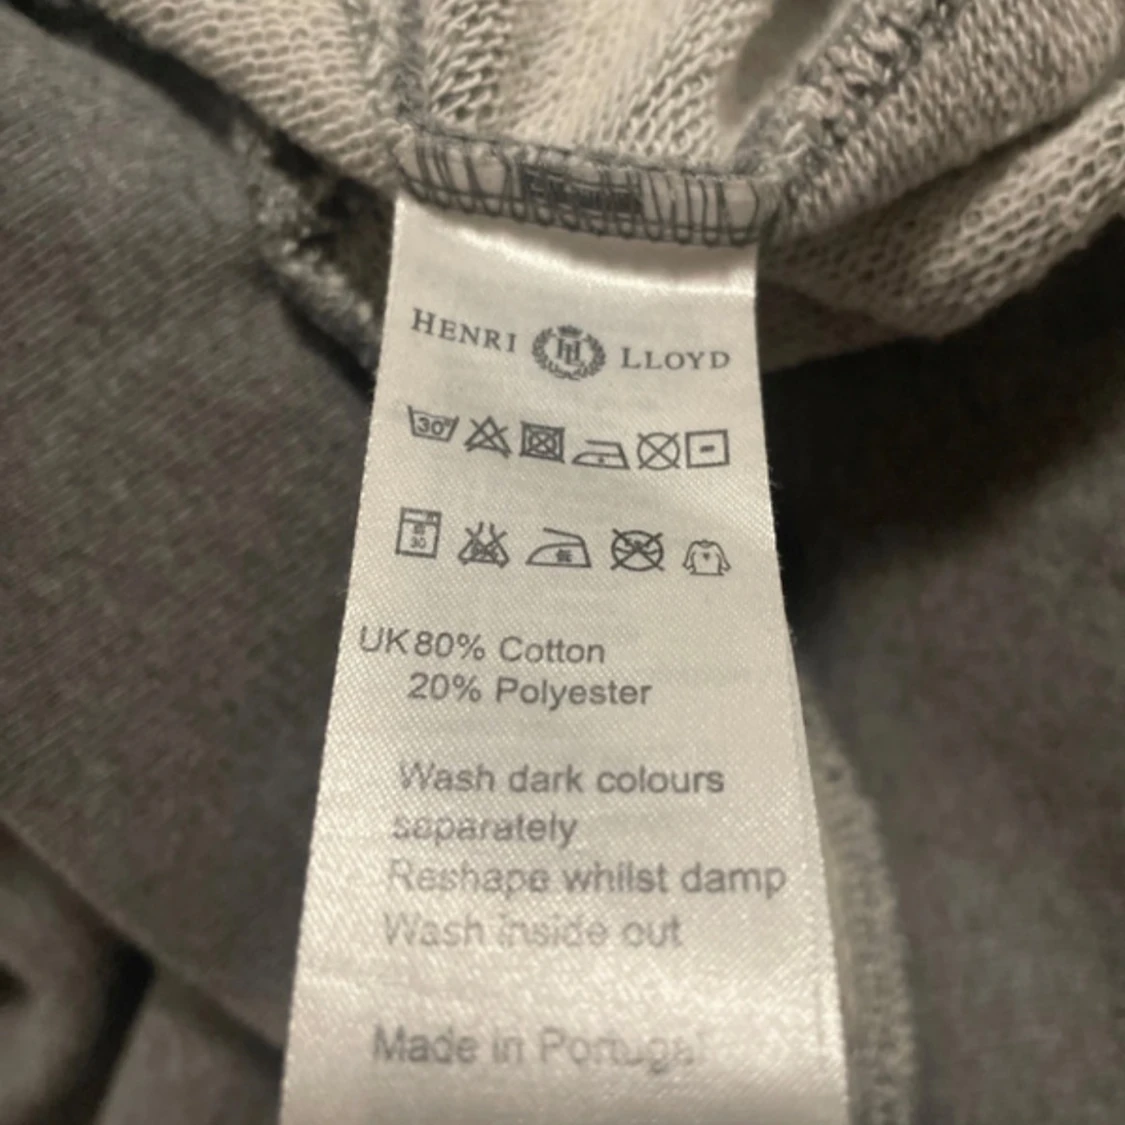 HENRI HL LLOYD
30°
30
UK 80% Cotton
20% Polyester
Wash dark colours
separately
Reshape whilst damp
Wash inside out
Made in Portugal